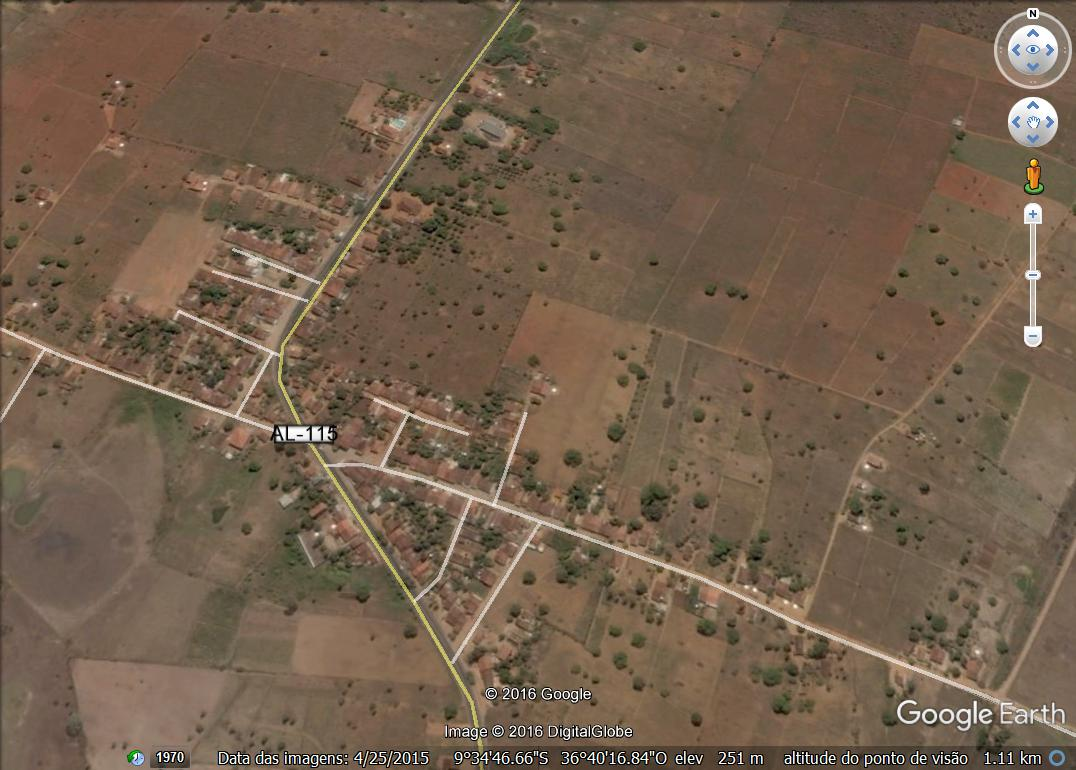 N
AL-115
© 2016 Google
Image © 2016 DigitalGlobe
Google Earth
1970 Data das imagens: 4/25/2015 9°34'46.66"S 36°40'16.84"O elev 251 m altitude do ponto de visão 1.11 km